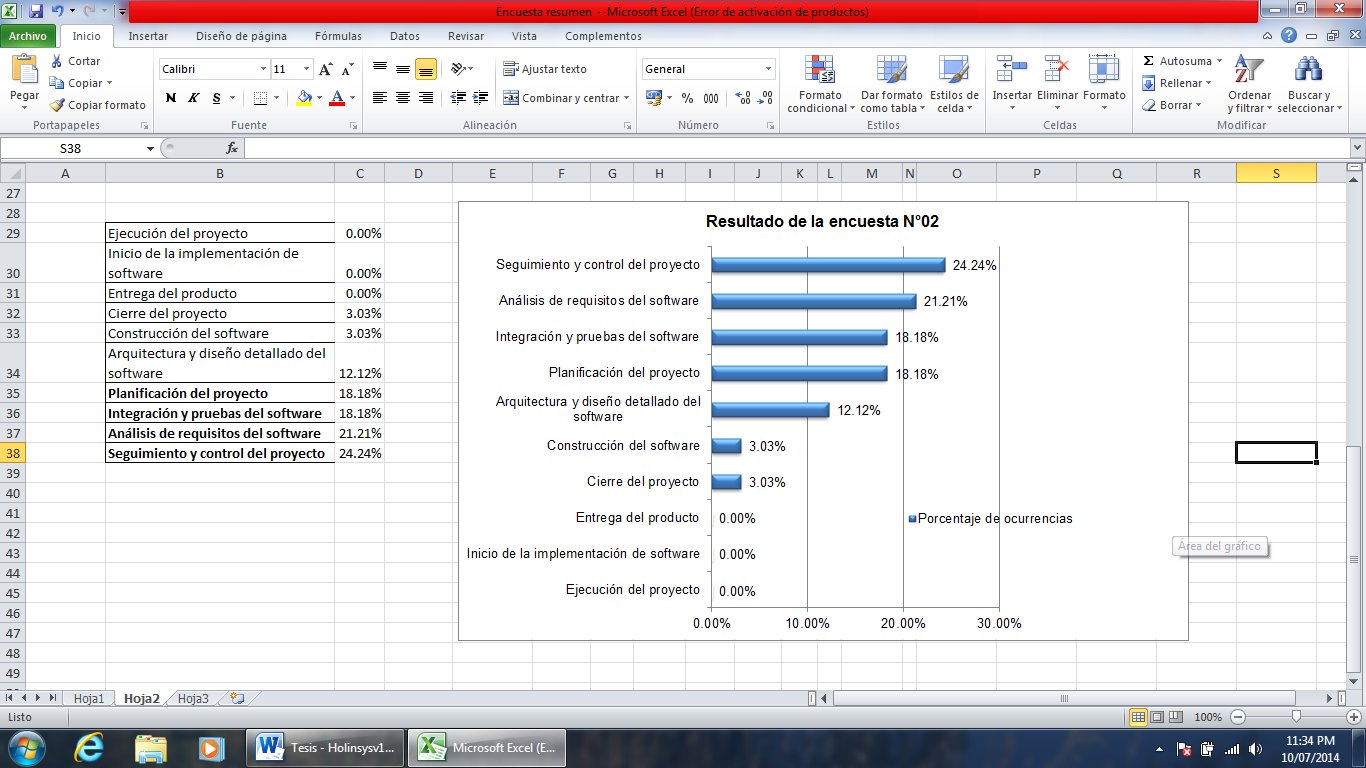 Encuesta resumen - Microsoft Excel (Error de activación de productos)
Archivo Inicio Insertar Diseño de página Fórmulas Datos Revisar Vista Complementos
Pegar
Cortar
Copiar
Copiar formato
Portapapeles
Calibri 11
N K S
Fuente
Ajustar texto
Combinar y centrar
Alineación
General
% 000
Número
Formato condicional
Dar formato como tabla
Estilos de celda
Estilos
Insertar Eliminar Formato
Celdas
Autosuma
Rellenar
Borrar
Ordenar y filtrar
Buscar y seleccionar
Modificar
S38 fx
A B C D E F G H I J K L M N O P Q R S
27
28
29 Ejecución del proyecto 0.00%
Inicio de la implementación de
30 software 0.00%
31 Entrega del producto 0.00%
32 Cierre del proyecto 3.03%
33 Construcción del software 3.03%
Arquitectura y diseño detallado del
34 software 12.12%
35 Planificación del proyecto 18.18%
36 Integración y pruebas del software 18.18%
37 Análisis de requisitos del software 21.21%
38 Seguimiento y control del proyecto 24.24%
39
40
41
42
43
44
45
46
47
48
49
Resultado de la encuesta N°02
Seguimiento y control del proyecto 24.24%
Análisis de requisitos del software 21.21%
Integración y pruebas del software 18.18%
Planificación del proyecto 18.18%
Arquitectura y diseño detallado del
software 12.12%
Construcción del software 3.03%
Cierre del proyecto 3.03%
Entrega del producto 0.00%
Porcentaje de ocurrencias
Inicio de la implementación de software 0.00%
Ejecución del proyecto 0.00%
0.00% 10.00% 20.00% 30.00%
Área del gráfico
Hoja1 Hoja2 Hoja3
Listo 100%
Tesis - Holinsysv1... Microsoft Excel (E... 11:34 PM
10/07/2014